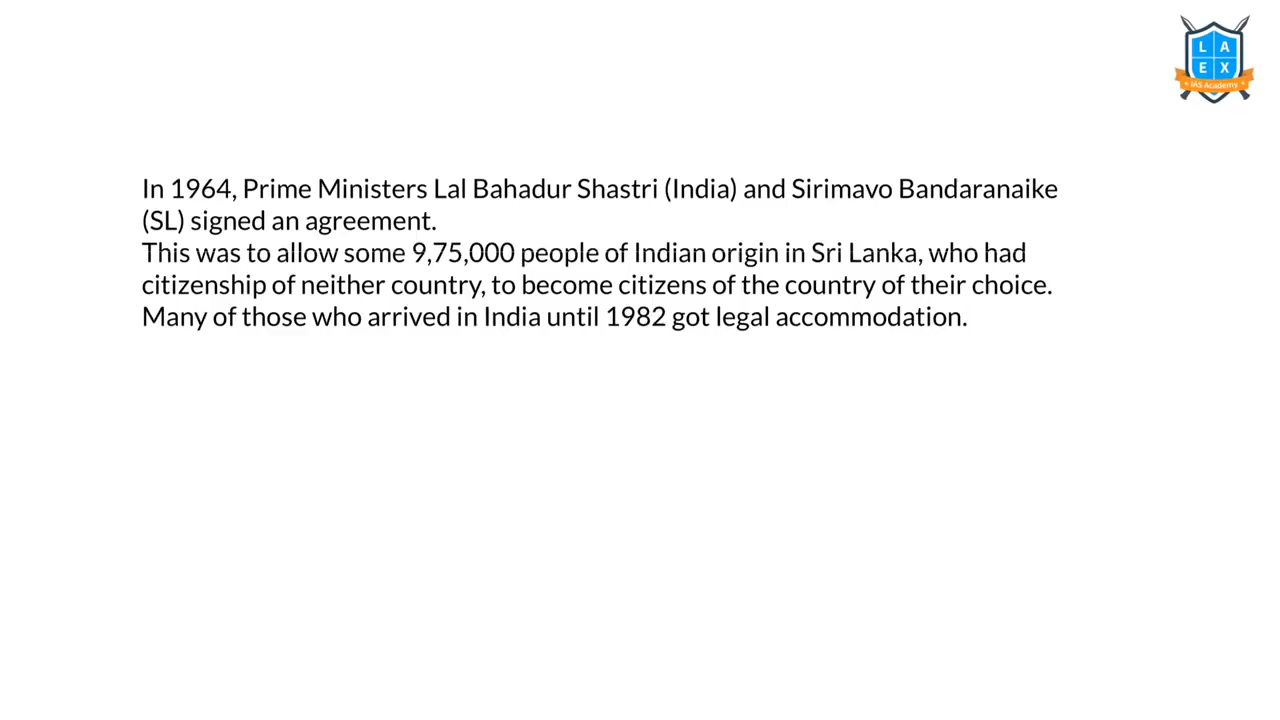 L A
E X
IAS Academy
In 1964, Prime Ministers Lal Bahadur Shastri (India) and Sirimavo Bandaranaike
(SL) signed an agreement.
This was to allow some 9,75,000 people of Indian origin in Sri Lanka, who had
citizenship of neither country, to become citizens of the country of their choice.
Many of those who arrived in India until 1982 got legal accommodation.